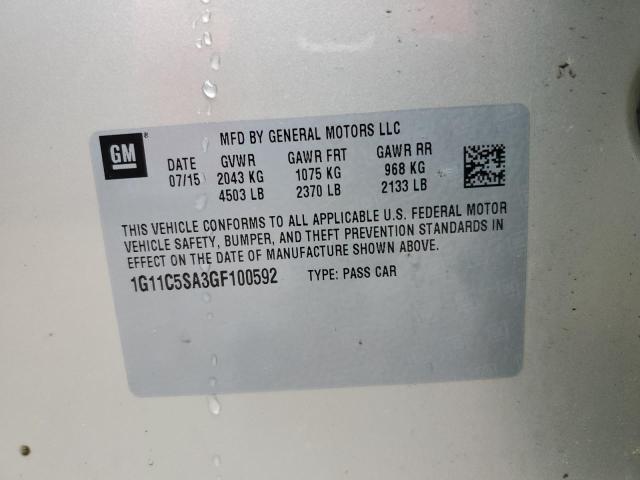 GM
MFD BY GENERAL MOTORS LLC
DATE GVWR GAWR FRT GAWR RR
07/15 2043 KG 1075 KG 968 KG
4503 LB 2370 LB 2133 LB
THIS VEHICLE CONFORMS TO ALL APPLICABLE U.S. FEDERAL MOTOR
VEHICLE SAFETY, BUMPER, AND THEFT PREVENTION STANDARDS IN
EFFECT ON THE DATE OF MANUFACTURE SHOWN ABOVE.
1G11C5SA3GF100592 TYPE: PASS CAR